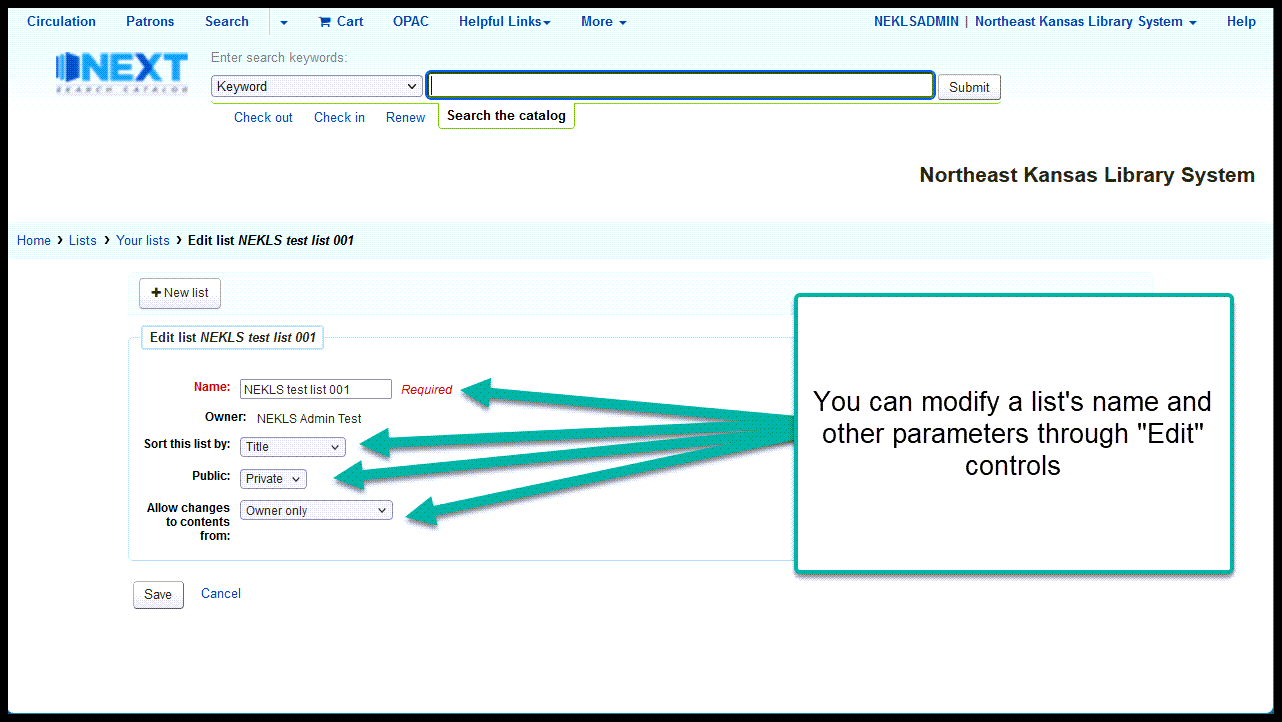 Circulation Patrons Search Cart OPAC Helpful Links More NEKLSADMIN | Northeast Kansas Library System Help
NEXT
SEARCH CATALOG
Enter search keywords:
Keyword Submit
Check out Check in Renew Search the catalog
Northeast Kansas Library System
Home › Lists › Your lists › Edit list NEKLS test list 001
+ New list
Edit list NEKLS test list 001
Name: NEKLS test list 001 Required
Owner: NEKLS Admin Test
Sort this list by: Title
Public: Private
Allow changes
to contents
from: Owner only
Save Cancel
You can modify a list's name and
other parameters through "Edit"
controls